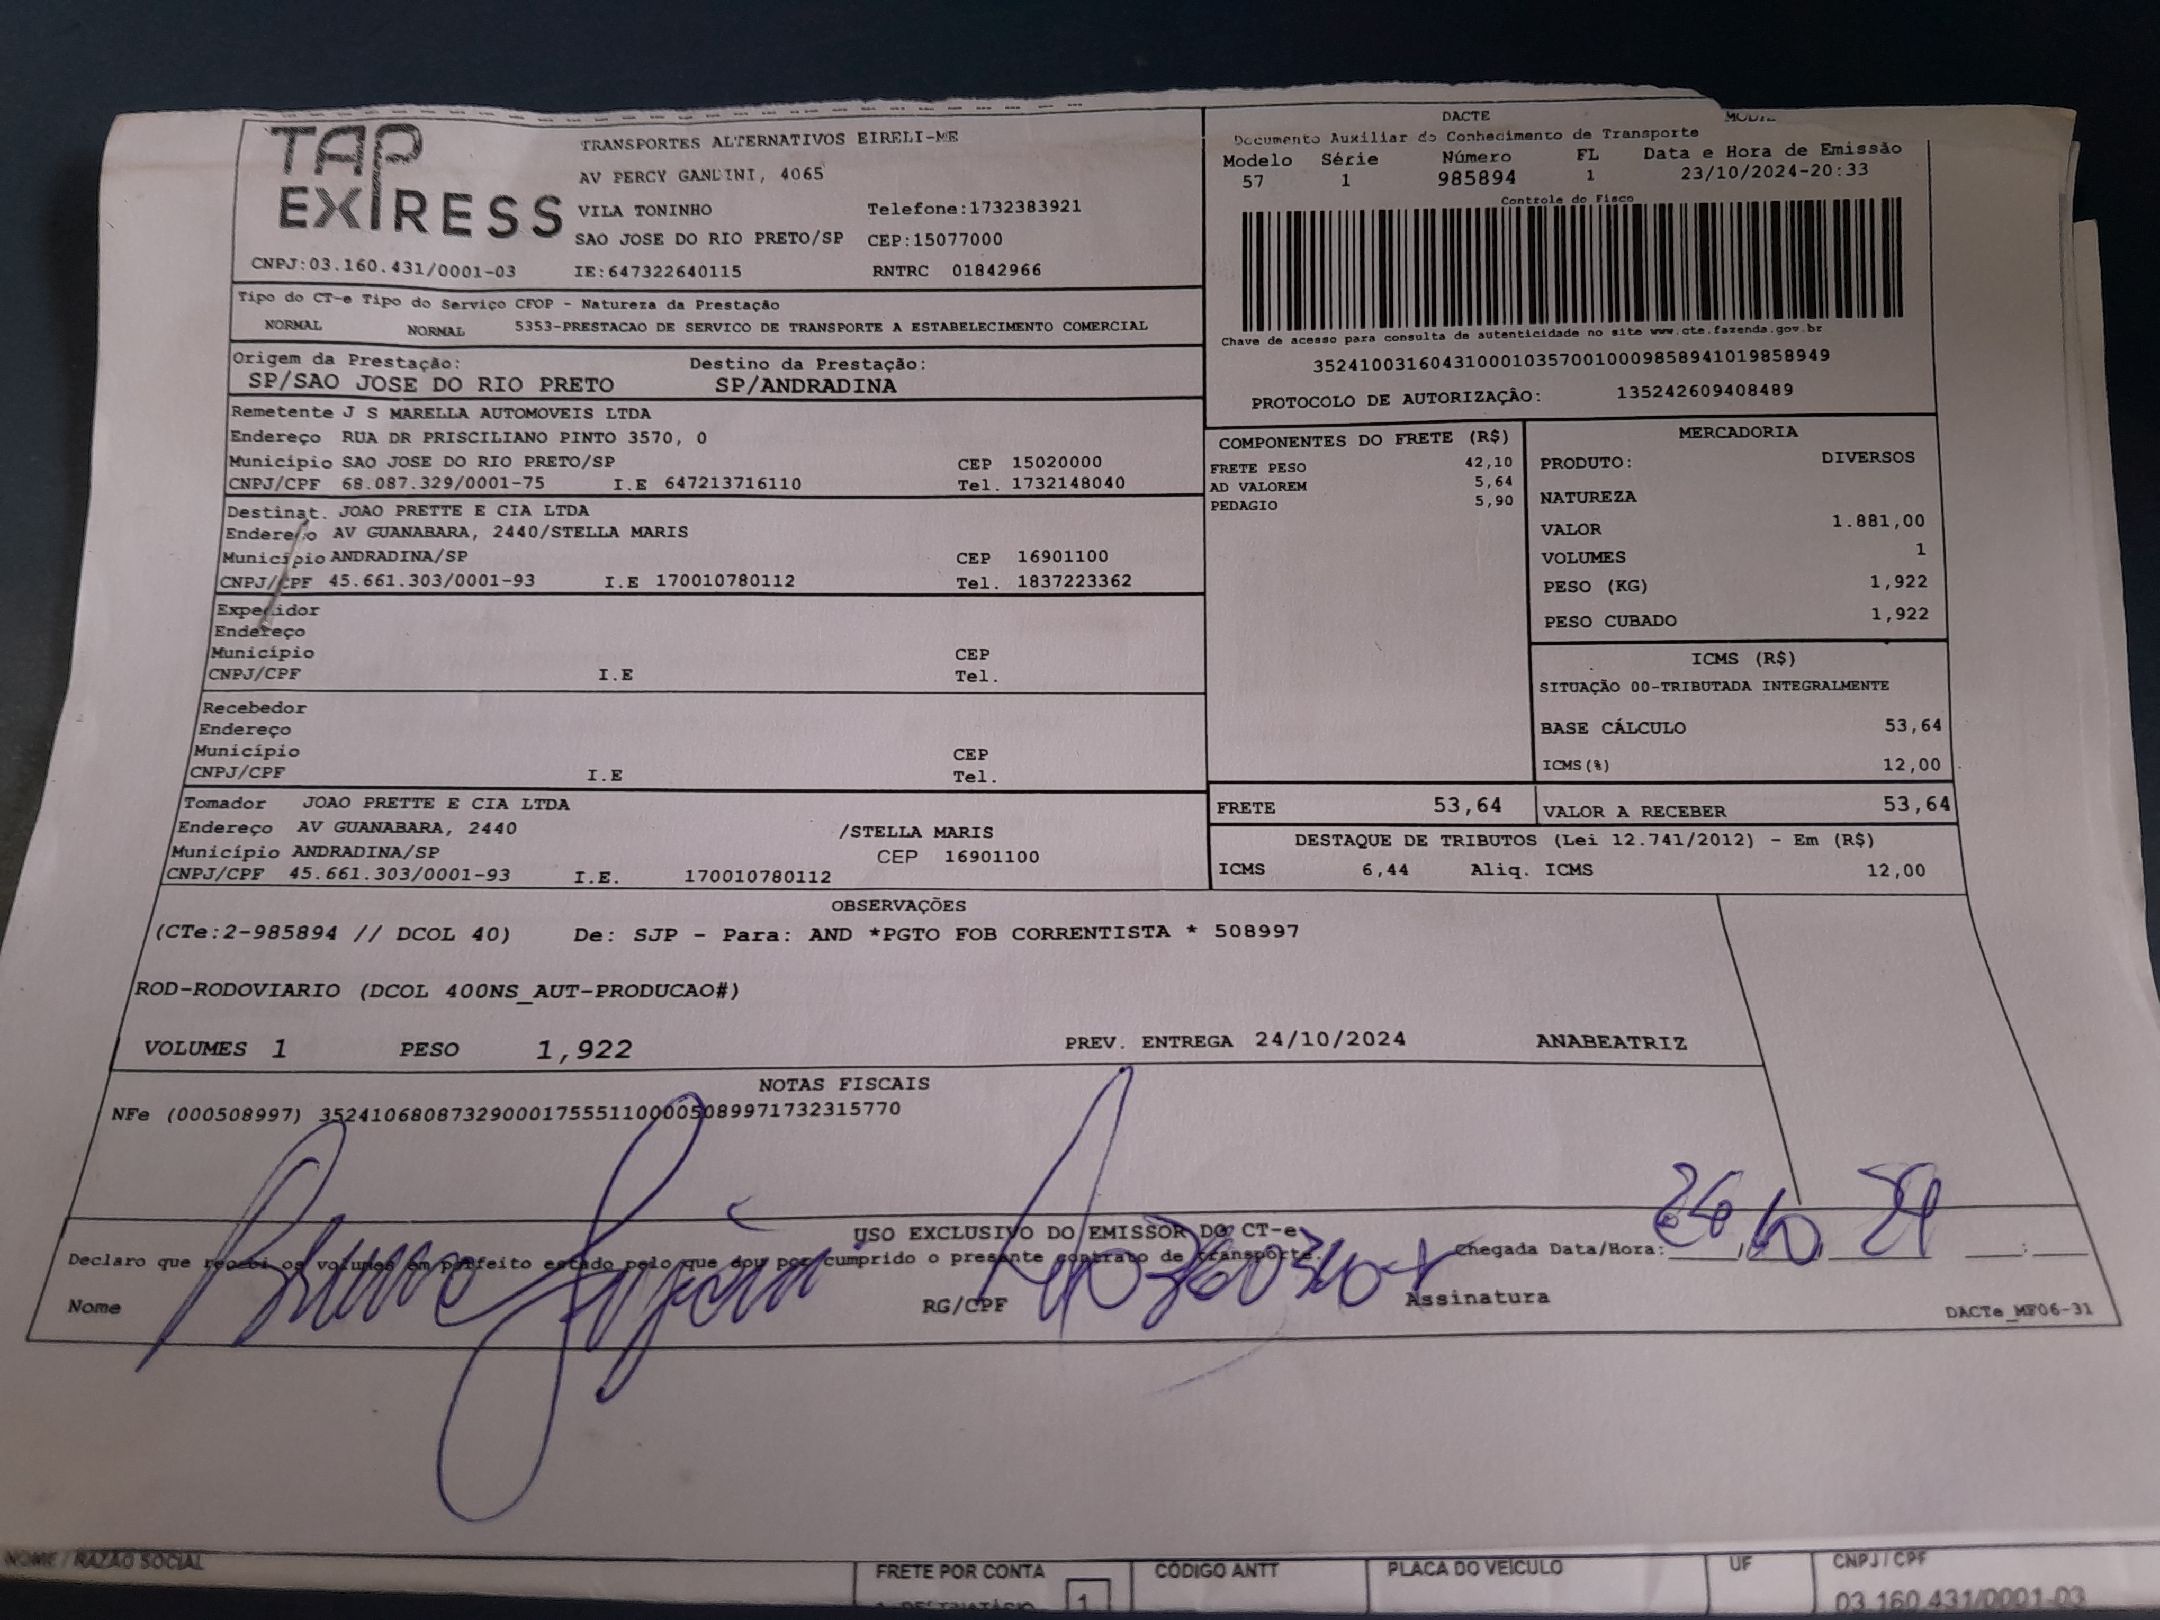 TAP EXPRESS
TRANSPORTES ALTERNATIVOS EIRELI-ME
AV PERCY GANDINI, 4065
VILA TONINHO Telefone:1732383921
SAO JOSE DO RIO PRETO/SP CEP:15077000
CNPJ:03.160.431/0001-03 IE:647322640115 RNTRC 01842966
DACTE
Documento Auxiliar do Conhecimento de Transporte
Modelo Série Número FL Data e Hora de Emissão
57 1 985894 1 23/10/2024-20:33
Controle do Fisco
Chave de acesso para consulta de autenticidade no site www.cte.fazenda.gov.br
35241003160431000103570010009858941019858949
PROTOCOLO DE AUTORIZAÇÃO: 135242609408489
Tipo do CT-e Tipo do Serviço CFOP - Natureza da Prestação
NORMAL NORMAL 5353-PRESTACAO DE SERVICO DE TRANSPORTE A ESTABELECIMENTO COMERCIAL
Origem da Prestação: Destino da Prestação:
SP/SAO JOSE DO RIO PRETO SP/ANDRADINA
Remetente J S MARELLA AUTOMOVEIS LTDA
Endereço RUA DR PRISCILIANO PINTO 3570, 0
Município SAO JOSE DO RIO PRETO/SP CEP 15020000
CNPJ/CPF 68.087.329/0001-75 I.E 647213716110 Tel. 1732148040
Destinat. JOAO PRETTE E CIA LTDA
Endereço AV GUANABARA, 2440/STELLA MARIS
Município ANDRADINA/SP CEP 16901100
CNPJ/CPF 45.661.303/0001-93 I.E 170010780112 Tel. 1837223362
Expedidor
Endereço
Município CEP
CNPJ/CPF I.E Tel.
Recebedor
Endereço
Município CEP
CNPJ/CPF I.E Tel.
Tomador JOAO PRETTE E CIA LTDA
Endereço AV GUANABARA, 2440 /STELLA MARIS
Município ANDRADINA/SP CEP 16901100
CNPJ/CPF 45.661.303/0001-93 I.E. 170010780112
COMPONENTES DO FRETE (R$)
FRETE PESO 42,10
AD VALOREM 5,64
PEDAGIO 5,90
MERCADORIA
PRODUTO: DIVERSOS
NATUREZA
VALOR 1.881,00
VOLUMES 1
PESO (KG) 1,922
PESO CUBADO 1,922
ICMS (R$)
SITUAÇÃO 00-TRIBUTADA INTEGRALMENTE
BASE CÁLCULO 53,64
ICMS(%) 12,00
FRETE 53,64 VALOR A RECEBER 53,64
DESTAQUE DE TRIBUTOS (Lei 12.741/2012) - Em (R$)
ICMS 6,44 Aliq. ICMS 12,00
OBSERVAÇÕES
(CTe:2-985894 // DCOL 40) De: SJP - Para: AND *PGTO FOB CORRENTISTA * 508997
ROD-RODOVIARIO (DCOL 400NS_AUT-PRODUCAO#)
VOLUMES 1 PESO 1,922 PREV. ENTREGA 24/10/2024 ANABEATRIZ
NOTAS FISCAIS
NFe (000508997) 35241068087329000175551100005089971732315770
USO EXCLUSIVO DO EMISSOR DO CT-e
Declaro que recebi os volumes em perfeito estado pelo que dou por cumprido o presente contrato de transporte. Chegada Data/Hora: 24 10 24 :
Nome RG/CPF Assinatura
DACTe_MF06-31
NOME / RAZÃO SOCIAL FRETE POR CONTA CÓDIGO ANTT PLACA DO VEÍCULO UF CNPJ / CPF
1 03.160.431/0001-03